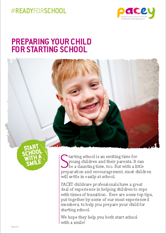 #READYFORSCHOOL
pacey
PREPARING YOUR CHILD
FOR STARTING SCHOOL
START
SCHOOL
WITH A
SMILE
Starting school is an exciting time for
young children and their parents. It can
be a daunting time, too. But with a little
preparation and encouragement most children
will settle in easily at school.
PACEY childcare professionals have a great
deal of experience in helping children to cope
with times of transition. Here are some top tips,
put together by some of our most experienced
members, to help you prepare your child for
starting school.
We hope they help you both start school
with a smile!